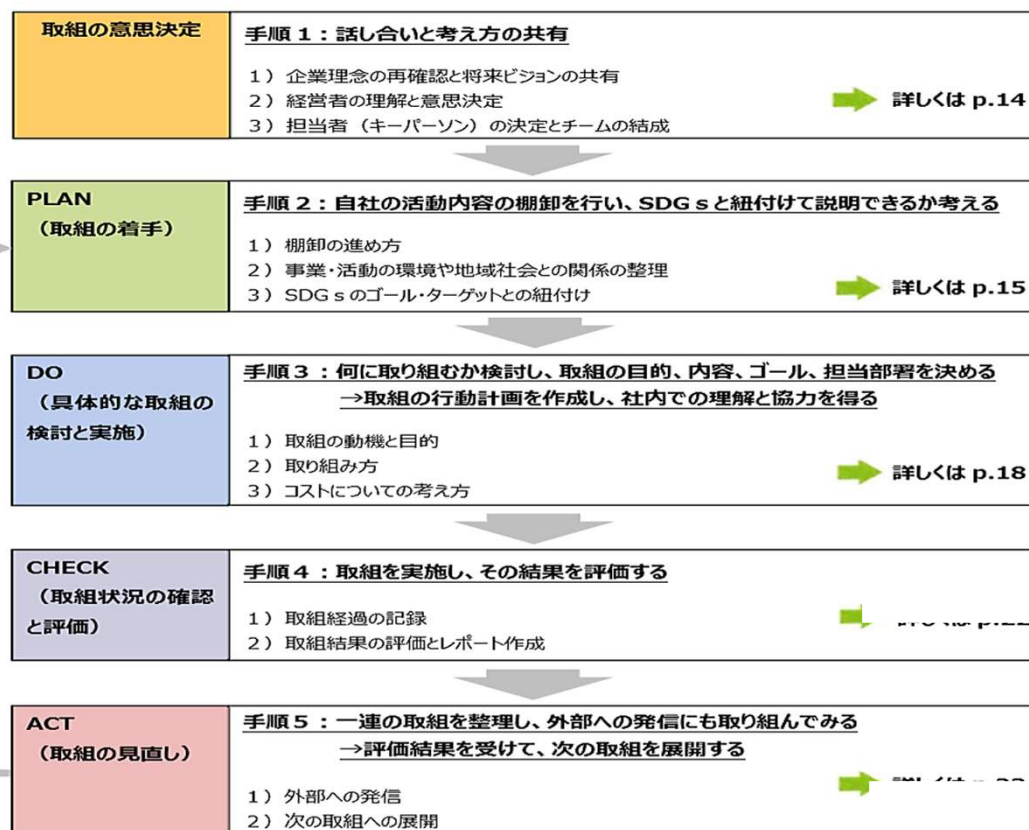 取組の意思決定
手順1：話し合いと考え方の共有
1）企業理念の再確認と将来ビジョンの共有
2）経営者の理解と意思決定
3）担当者（キーパーソン）の決定とチームの結成
詳しくは p.14
PLAN
（取組の着手）
手順2：自社の活動内容の棚卸を行い、SDGｓと紐付けて説明できるか考える
1）棚卸の進め方
2）事業・活動の環境や地域社会との関係の整理
3）SDGｓのゴール・ターゲットとの紐付け
詳しくは p.15
DO
（具体的な取組の
検討と実施）
手順3：何に取り組むか検討し、取組の目的、内容、ゴール、担当部署を決める
→取組の行動計画を作成し、社内での理解と協力を得る
1）取組の動機と目的
2）取り組み方
3）コストについての考え方
詳しくは p.18
CHECK
（取組状況の確認
と評価）
手順4：取組を実施し、その結果を評価する
1）取組経過の記録
2）取組結果の評価とレポート作成
ACT
（取組の見直し）
手順5：一連の取組を整理し、外部への発信にも取り組んでみる
→評価結果を受けて、次の取組を展開する
1）外部への発信
2）次の取組への展開